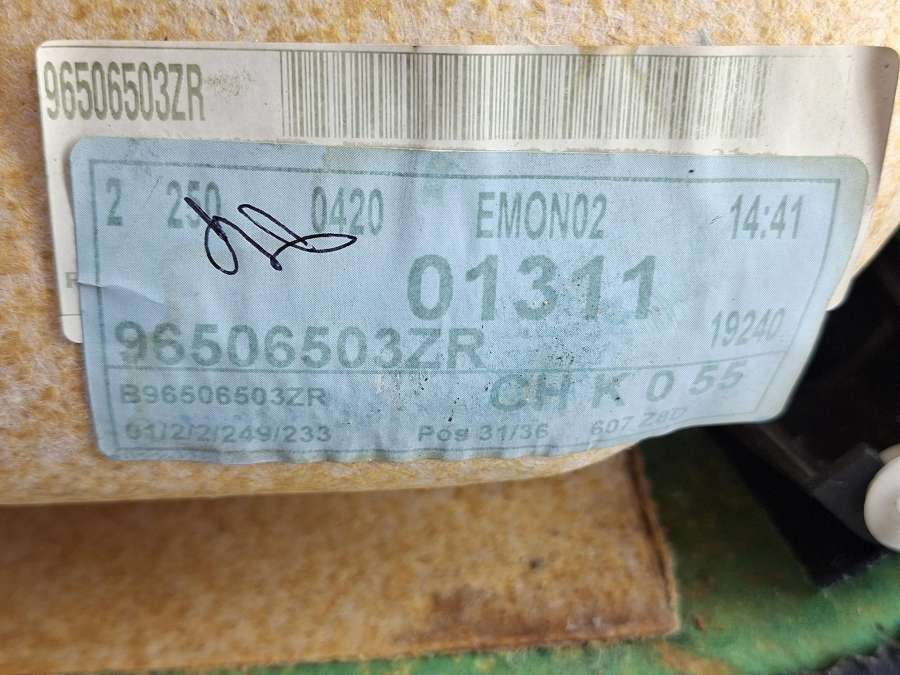 96506503ZR
2 250 0420 EMON02 14:41
01311
96506503ZR 19240
B96506503ZR CH K 0 55
01/2/2/249/233 Pos 31/36 607 Z8D